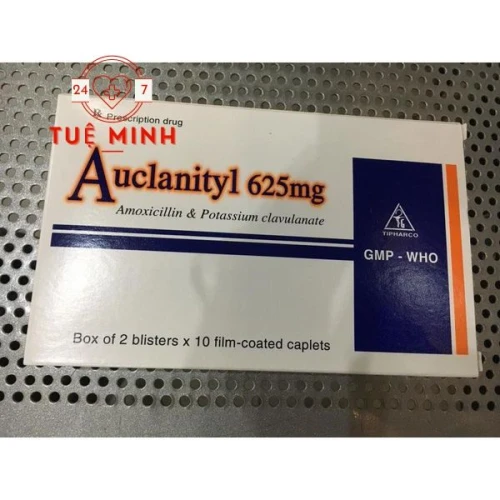 24 7
TUỆ MINH
Rx Prescription drug
Auclanityl 625mg
Amoxicillin & Potassium clavulanate
TIPHARCO
GMP - WHO
Box of 2 blisters x 10 film-coated caplets